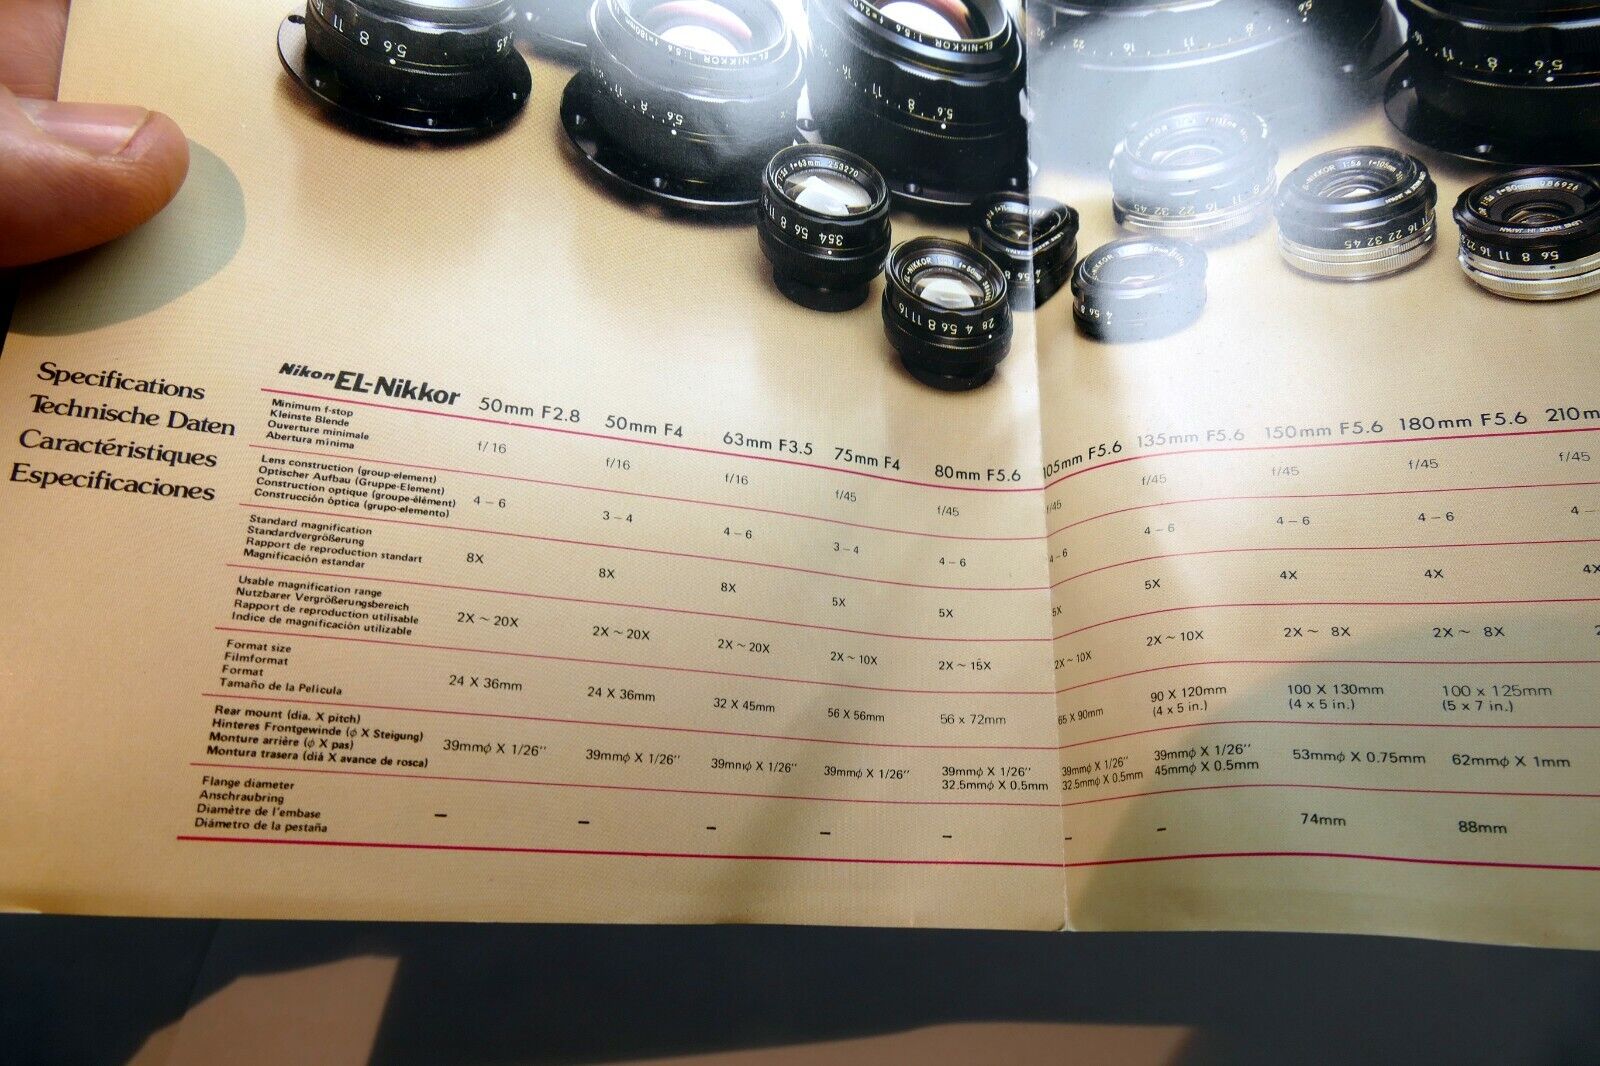 Specifications
Technische Daten
Caractéristiques
Especificaciones
Nikon EL-Nikkor 50mm F2.8 50mm F4 63mm F3.5 75mm F4 80mm F5.6 105mm F5.6 135mm F5.6 150mm F5.6 180mm F5.6 210m
Minimum f-stop
Kleinste Blende
Ouverture minimale
Abertura mínima
f/16 f/16 f/16 f/45 f/45 f/45 f/45 f/45 f/45 f/45
Lens construction (group-element)
Optischer Aufbau (Gruppe-Element)
Construction optique (groupe-élément)
Construcción óptica (grupo-elemento)
4 – 6 3 – 4 4 – 6 3 – 4 4 – 6 4 – 6 4 – 6 4 – 6 4 – 6 4 –
Standard magnification
Standardvergrößerung
Rapport de reproduction standart
Magnificación estandar
8X 8X 8X 5X 5X 5X 5X 4X 4X 4X
Usable magnification range
Nutzbarer Vergrößerungsbereich
Rapport de reproduction utilisable
Indice de magnificación utilizable
2X ~ 20X 2X ~ 20X 2X ~ 20X 2X ~ 10X 2X ~ 15X 2X ~ 10X 2X ~ 10X 2X ~ 8X 2X ~ 8X
Format size
Filmformat
Format
Tamaño de la Película
24 X 36mm 24 X 36mm 32 X 45mm 56 X 56mm 56 x 72mm 65 X 90mm 90 X 120mm 100 X 130mm 100 x 125mm
(4 x 5 in.) (4 x 5 in.) (5 x 7 in.)
Rear mount (dia. X pitch)
Hinteres Frontgewinde (φ X Steigung)
Monture arrière (φ X pas)
Montura trasera (diá X avance de rosca)
39mmφ X 1/26'' 39mmφ X 1/26'' 39mmφ X 1/26'' 39mmφ X 1/26'' 39mmφ X 1/26'' 39mmφ X 1/26'' 39mmφ X 1/26'' 53mmφ X 0.75mm 62mmφ X 1mm
32.5mmφ X 0.5mm 32.5mmφ X 0.5mm 45mmφ X 0.5mm
Flange diameter
Anschraubring
Diamètre de l'embase
Diámetro de la pestaña
– – – – – – – 74mm 88mm